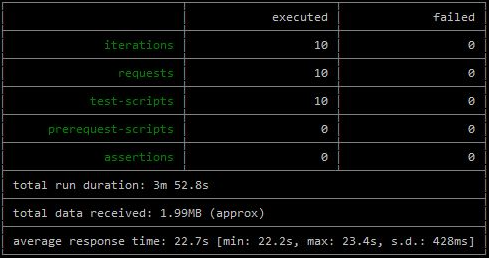 executed failed
iterations 10 0
requests 10 0
test-scripts 10 0
prerequest-scripts 0 0
assertions 0 0
total run duration: 3m 52.8s
total data received: 1.99MB (approx)
average response time: 22.7s [min: 22.2s, max: 23.4s, s.d.: 428ms]